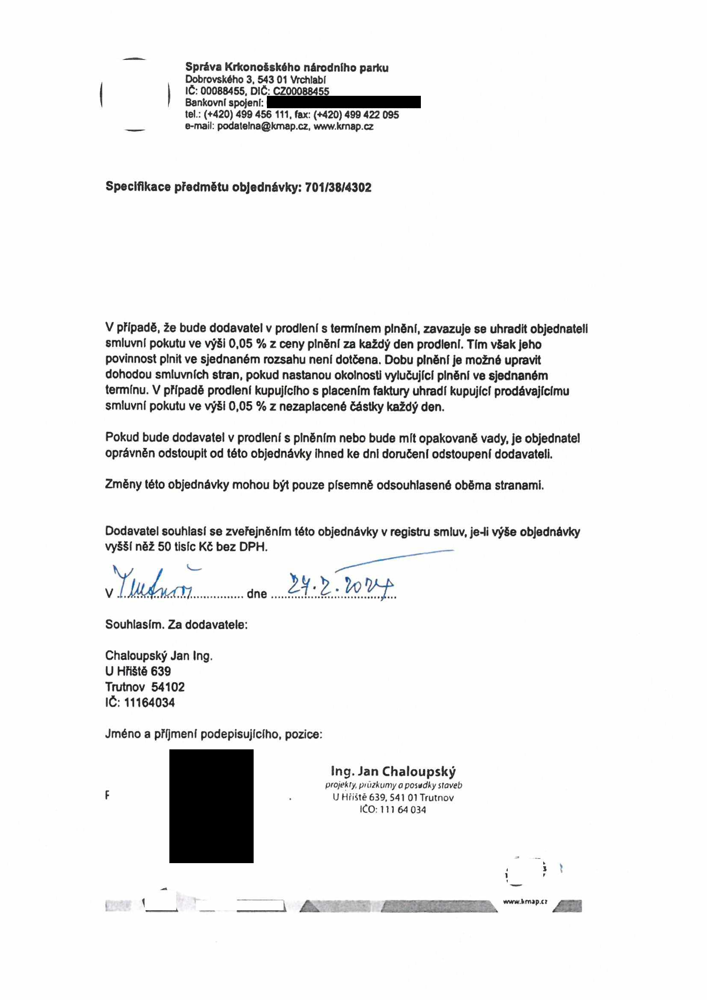 Správa Krkonošského národního parku
Dobrovského 3, 543 01 Vrchlabí
IČ: 00088455, DIČ: CZ00088455
Bankovní spojení:
tel.: (+420) 499 456 111, fax: (+420) 499 422 095
e-mail: podatelna@krnap.cz, www.krnap.cz
Specifikace předmětu objednávky: 701/38/4302
V případě, že bude dodavatel v prodlení s termínem plnění, zavazuje se uhradit objednateli
smluvní pokutu ve výši 0,05 % z ceny plnění za každý den prodlení. Tím však jeho
povinnost plnit ve sjednaném rozsahu není dotčena. Dobu plnění je možné upravit
dohodou smluvních stran, pokud nastanou okolnosti vylučující plnění ve sjednaném
termínu. V případě prodlení kupujícího s placením faktury uhradí kupující prodávajícímu
smluvní pokutu ve výši 0,05 % z nezaplacené částky každý den.
Pokud bude dodavatel v prodlení s plněním nebo bude mít opakovaně vady, je objednatel
oprávněn odstoupit od této objednávky ihned ke dni doručení odstoupení dodavateli.
Změny této objednávky mohou být pouze písemně odsouhlasené oběma stranami.
Dodavatel souhlasí se zveřejněním této objednávky v registru smluv, je-li výše objednávky
vyšší něž 50 tisíc Kč bez DPH.
V Trutnově dne 27.2.2024
Souhlasím. Za dodavatele:
Chaloupský Jan Ing.
U Hřiště 639
Trutnov 54102
IČ: 11164034
Jméno a příjmení podepisujícího, pozice:
Ing. Jan Chaloupský
projekty, průzkumy a posudky staveb
U Hřiště 639, 541 01 Trutnov
IČO: 111 64 034
www.krnap.cz